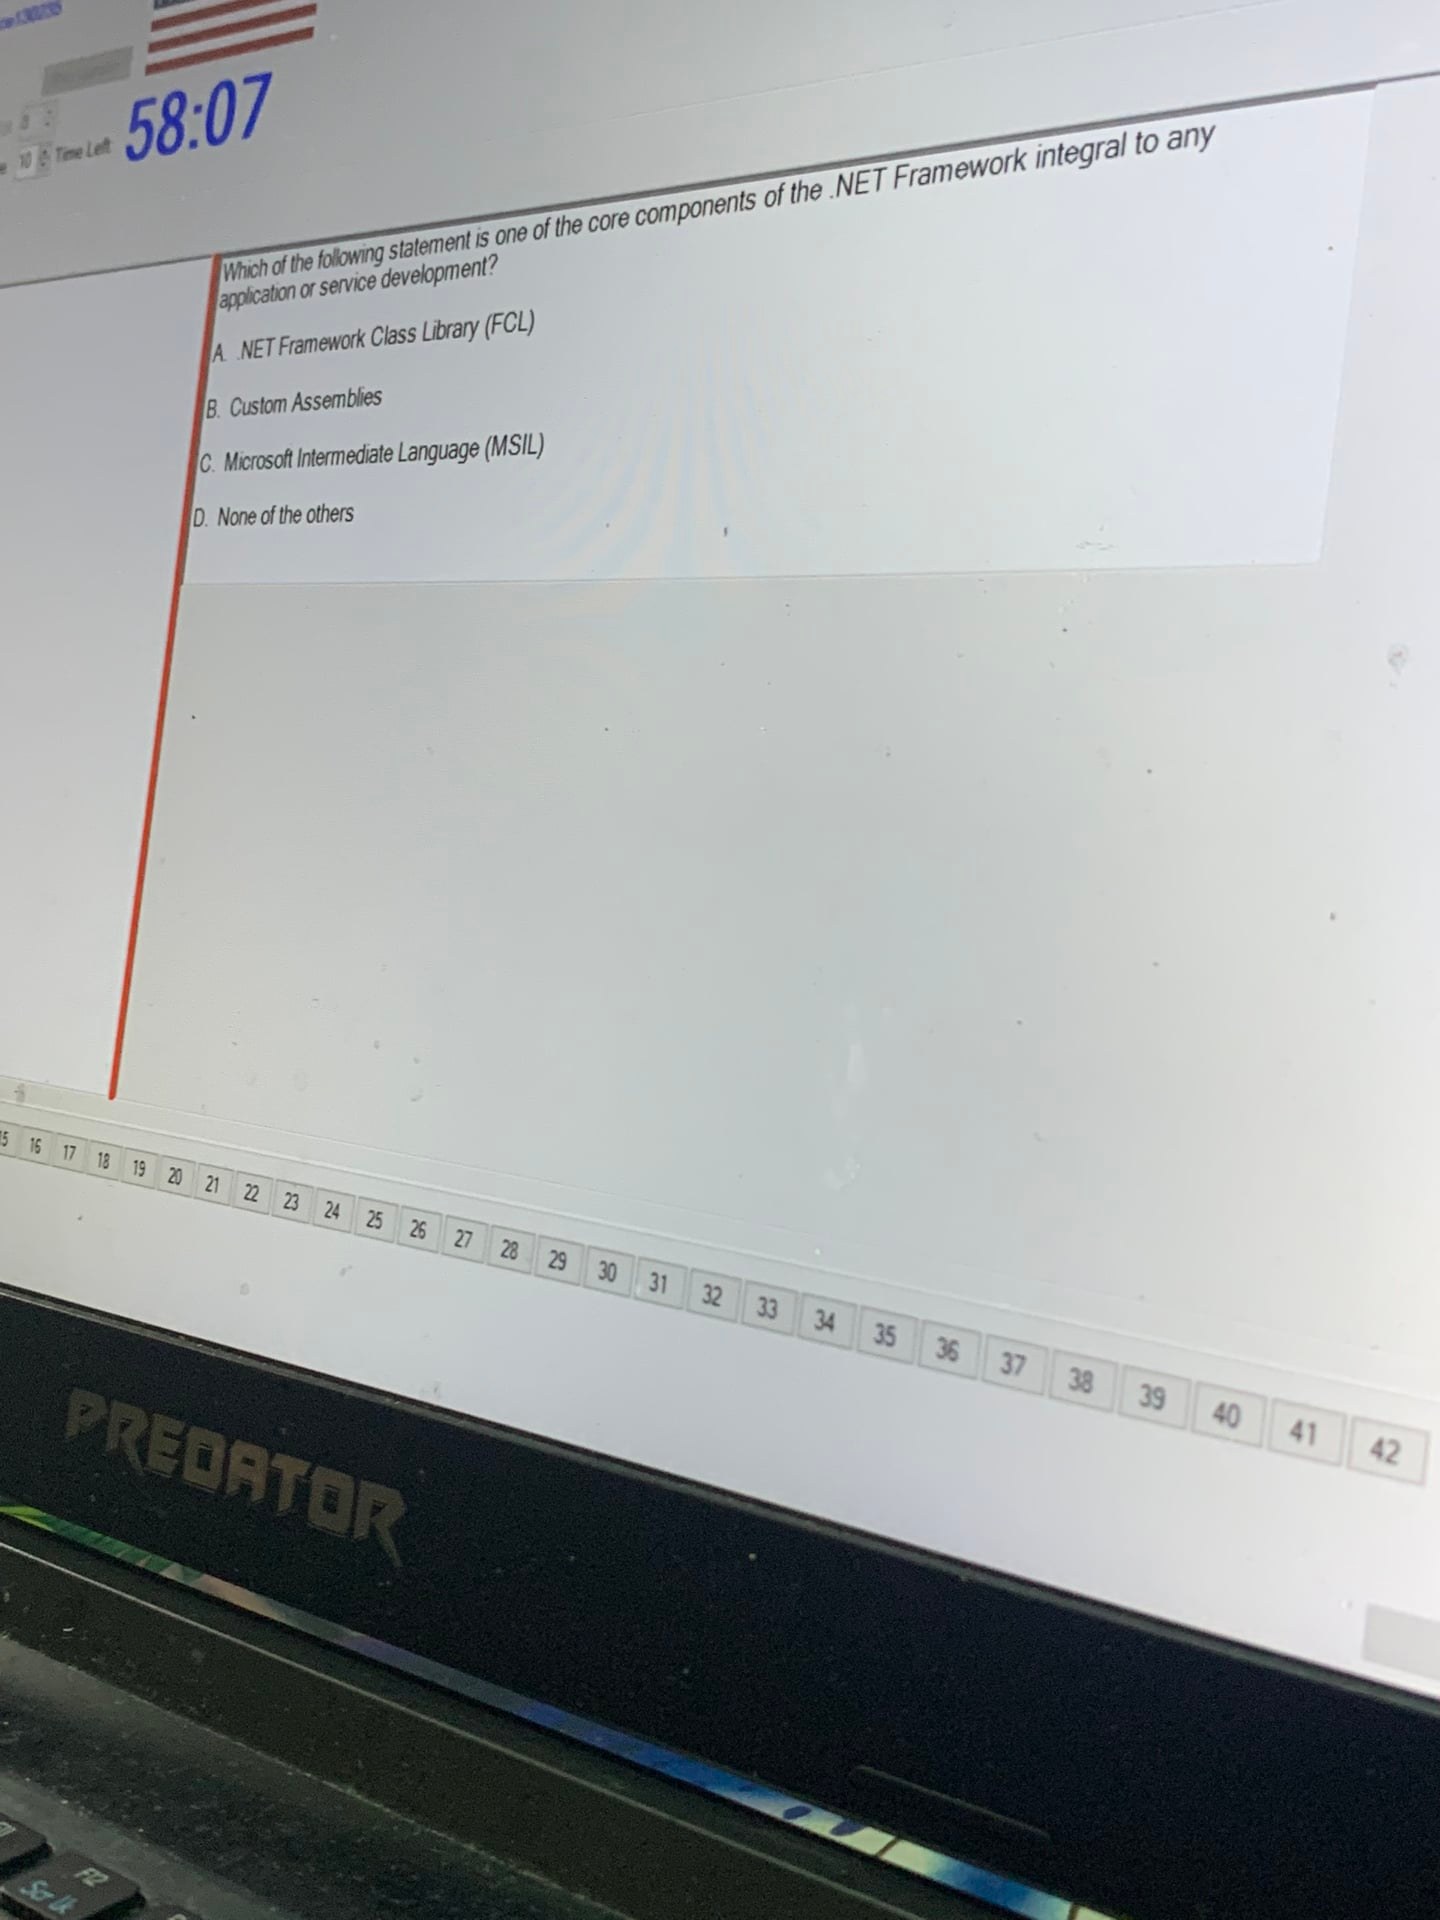 58:07
10 Time Left
Which of the following statement is one of the core components of the .NET Framework integral to any
application or service development?
A. .NET Framework Class Library (FCL)
B. Custom Assemblies
C. Microsoft Intermediate Language (MSIL)
D. None of the others
15 16 17 18 19 20 21 22 23 24 25 26 27 28 29 30 31 32 33 34 35 36 37 38 39 40 41 42
PREDATOR
F12